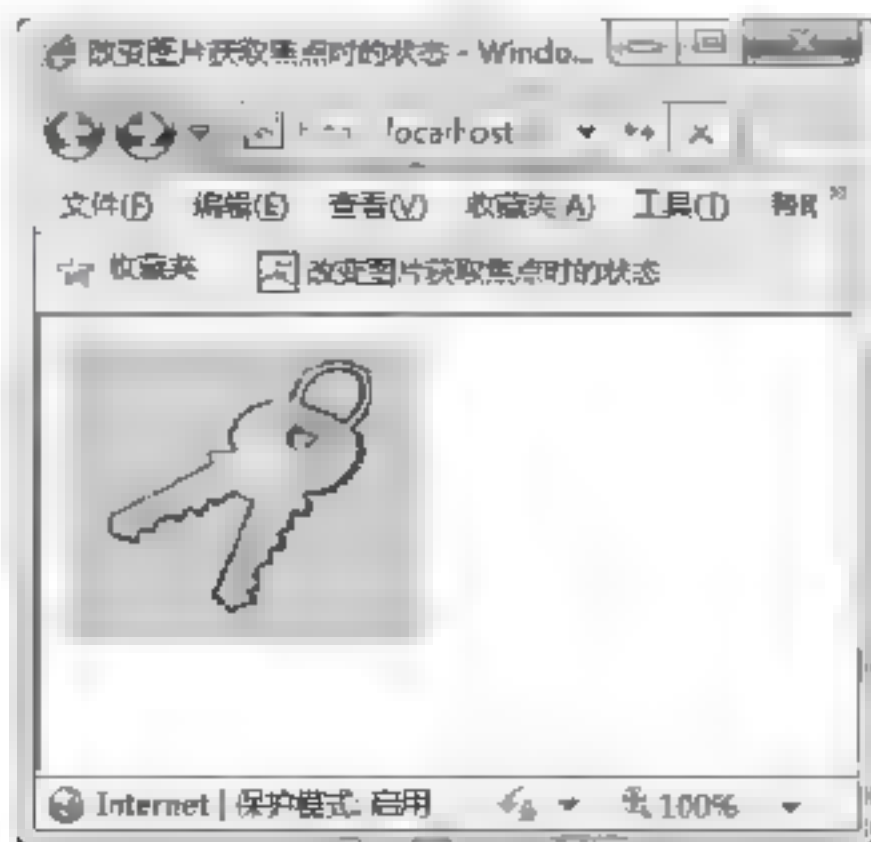 改变图片获取焦点时的状态 - Windo...
localhost
文件(F) 编辑(E) 查看(V) 收藏夹(A) 工具(T)
收藏夹 改变图片获取焦点时的状态
Internet | 保护模式: 启用 100%